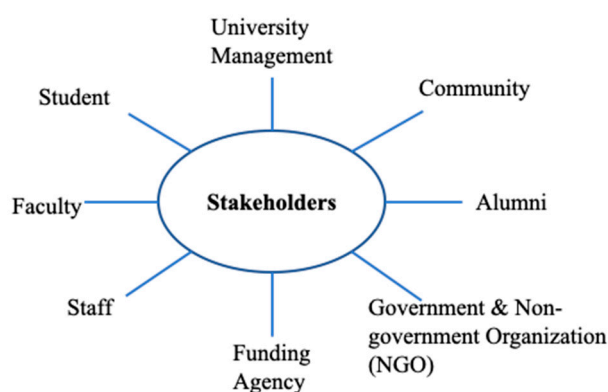 University
Management
Student
Community
Faculty
Stakeholders
Alumni
Staff
Government & Non-
government Organization
(NGO)
Funding
Agency